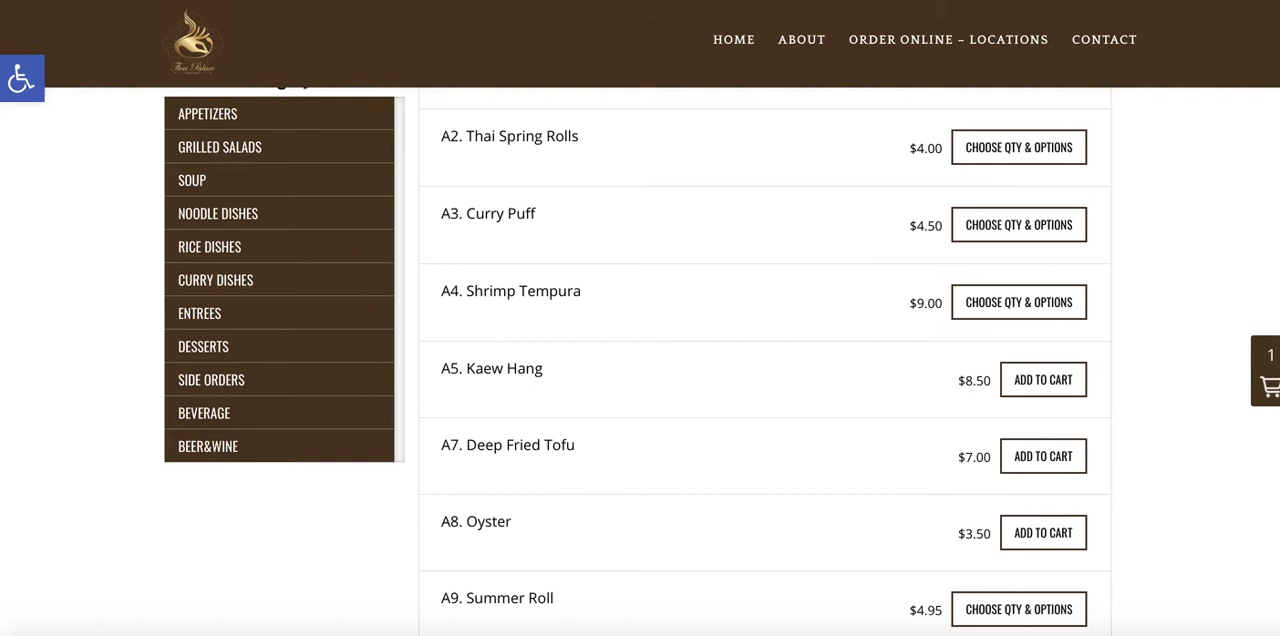 Thai Palace
HOME ABOUT ORDER ONLINE – LOCATIONS CONTACT
APPETIZERS
GRILLED SALADS
SOUP
NOODLE DISHES
RICE DISHES
CURRY DISHES
ENTREES
DESSERTS
SIDE ORDERS
BEVERAGE
BEER&WINE
A2. Thai Spring Rolls $4.00 CHOOSE QTY & OPTIONS
A3. Curry Puff $4.50 CHOOSE QTY & OPTIONS
A4. Shrimp Tempura $9.00 CHOOSE QTY & OPTIONS
A5. Kaew Hang $8.50 ADD TO CART
A7. Deep Fried Tofu $7.00 ADD TO CART
A8. Oyster $3.50 ADD TO CART
A9. Summer Roll $4.95 CHOOSE QTY & OPTIONS
1